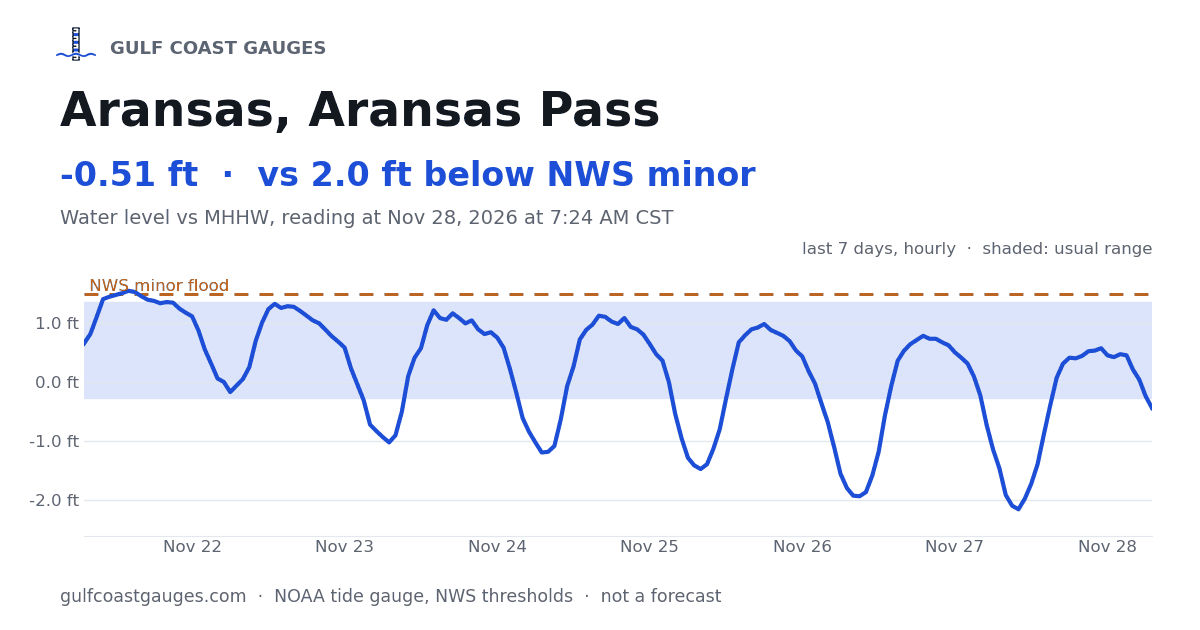 GULF COAST GAUGES
Aransas, Aransas Pass
-0.51 ft · vs 2.0 ft below NWS minor
Water level vs MHHW, reading at Nov 28, 2026 at 7:24 AM CST
last 7 days, hourly · shaded: usual range
NWS minor flood
1.0 ft
0.0 ft
-1.0 ft
-2.0 ft
Nov 22 Nov 23 Nov 24 Nov 25 Nov 26 Nov 27 Nov 28
gulfcoastgauges.com · NOAA tide gauge, NWS thresholds · not a forecast